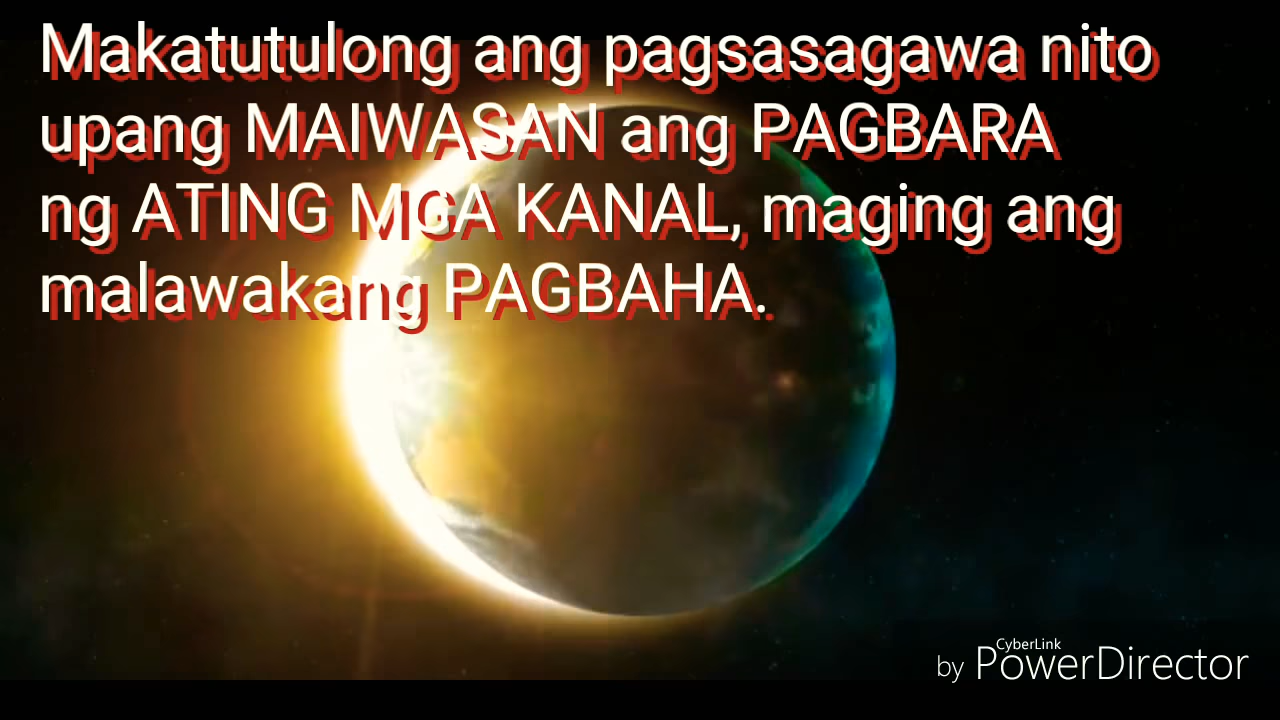 Makatutulong ang pagsasagawa nito
upang MAIWASAN ang PAGBARA
ng ATING MGA KANAL, maging ang
malawakang PAGBAHA.
CyberLink
by PowerDirector